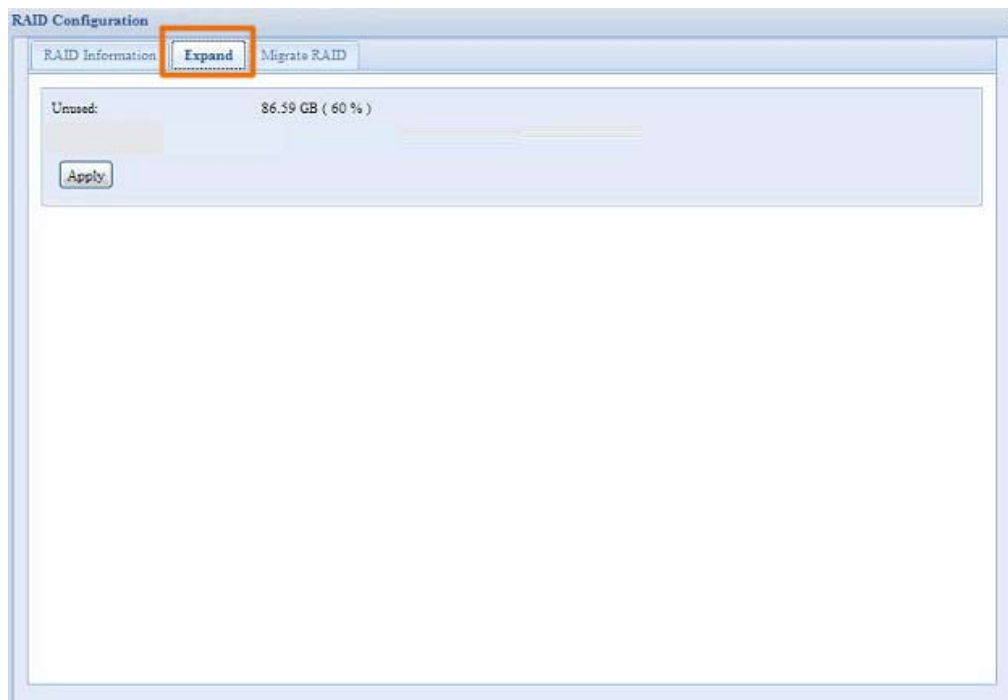 RAID Configuration
RAID Information Expand Migrate RAID
Unused: 86.59 GB ( 60 % )
Apply